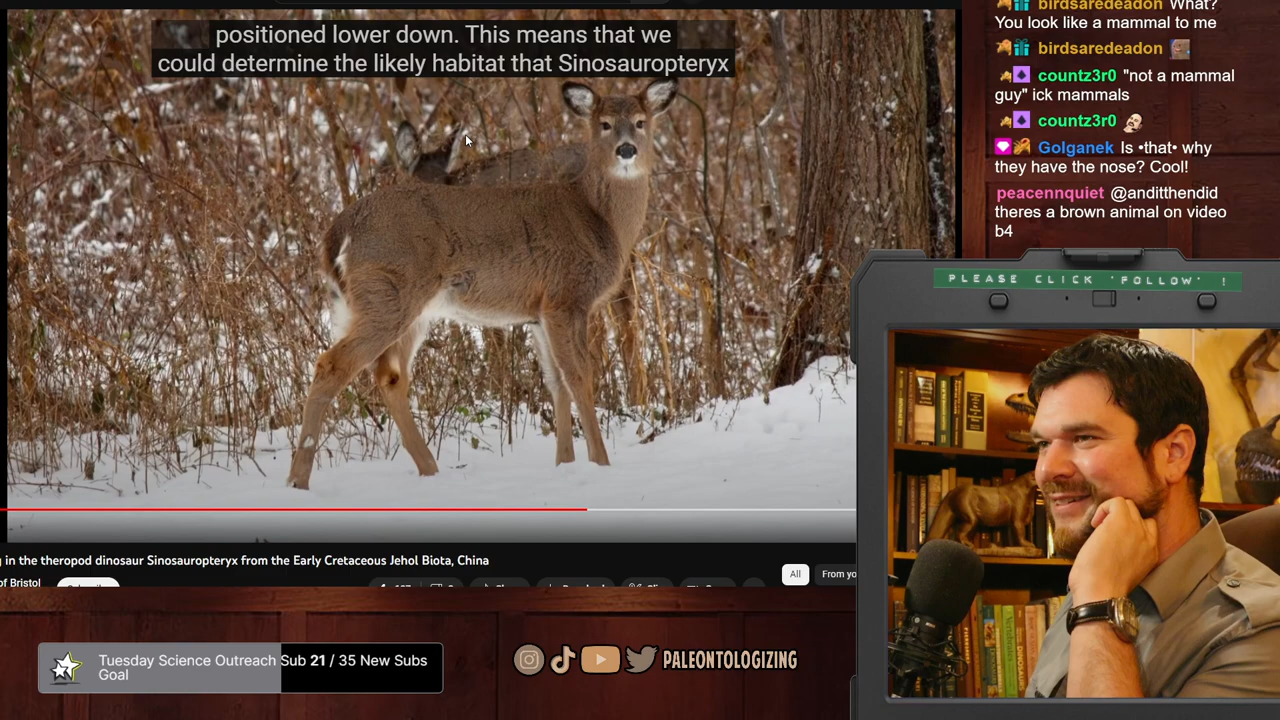 positioned lower down. This means that we
could determine the likely habitat that Sinosauropteryx
birdsaredeadon What?
You look like a mammal to me
birdsaredeadon
countz3r0 "not a mammal
guy" ick mammals
countz3r0
Golganek Is •that• why
they have the nose? Cool!
peacennquiet @anditthendid
theres a brown animal on video
b4
PLEASE CLICK 'FOLLOW' !
in the theropod dinosaur Sinosauropteryx from the Early Cretaceous Jehol Biota, China
of Bristol
All
From yo
Tuesday Science Outreach Sub 21 / 35 New Subs
Goal
PALEONTOLOGIZING